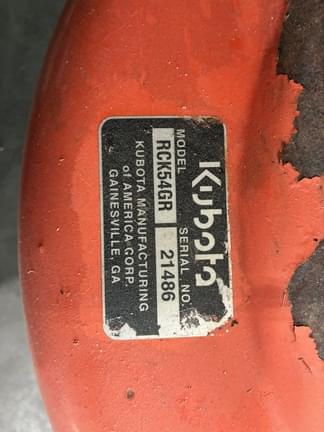 Kubota
MODEL SERIAL NO.
RCK54GR 21486
KUBOTA MANUFACTURING
of AMERICA CORP.
GAINESVILLE, GA